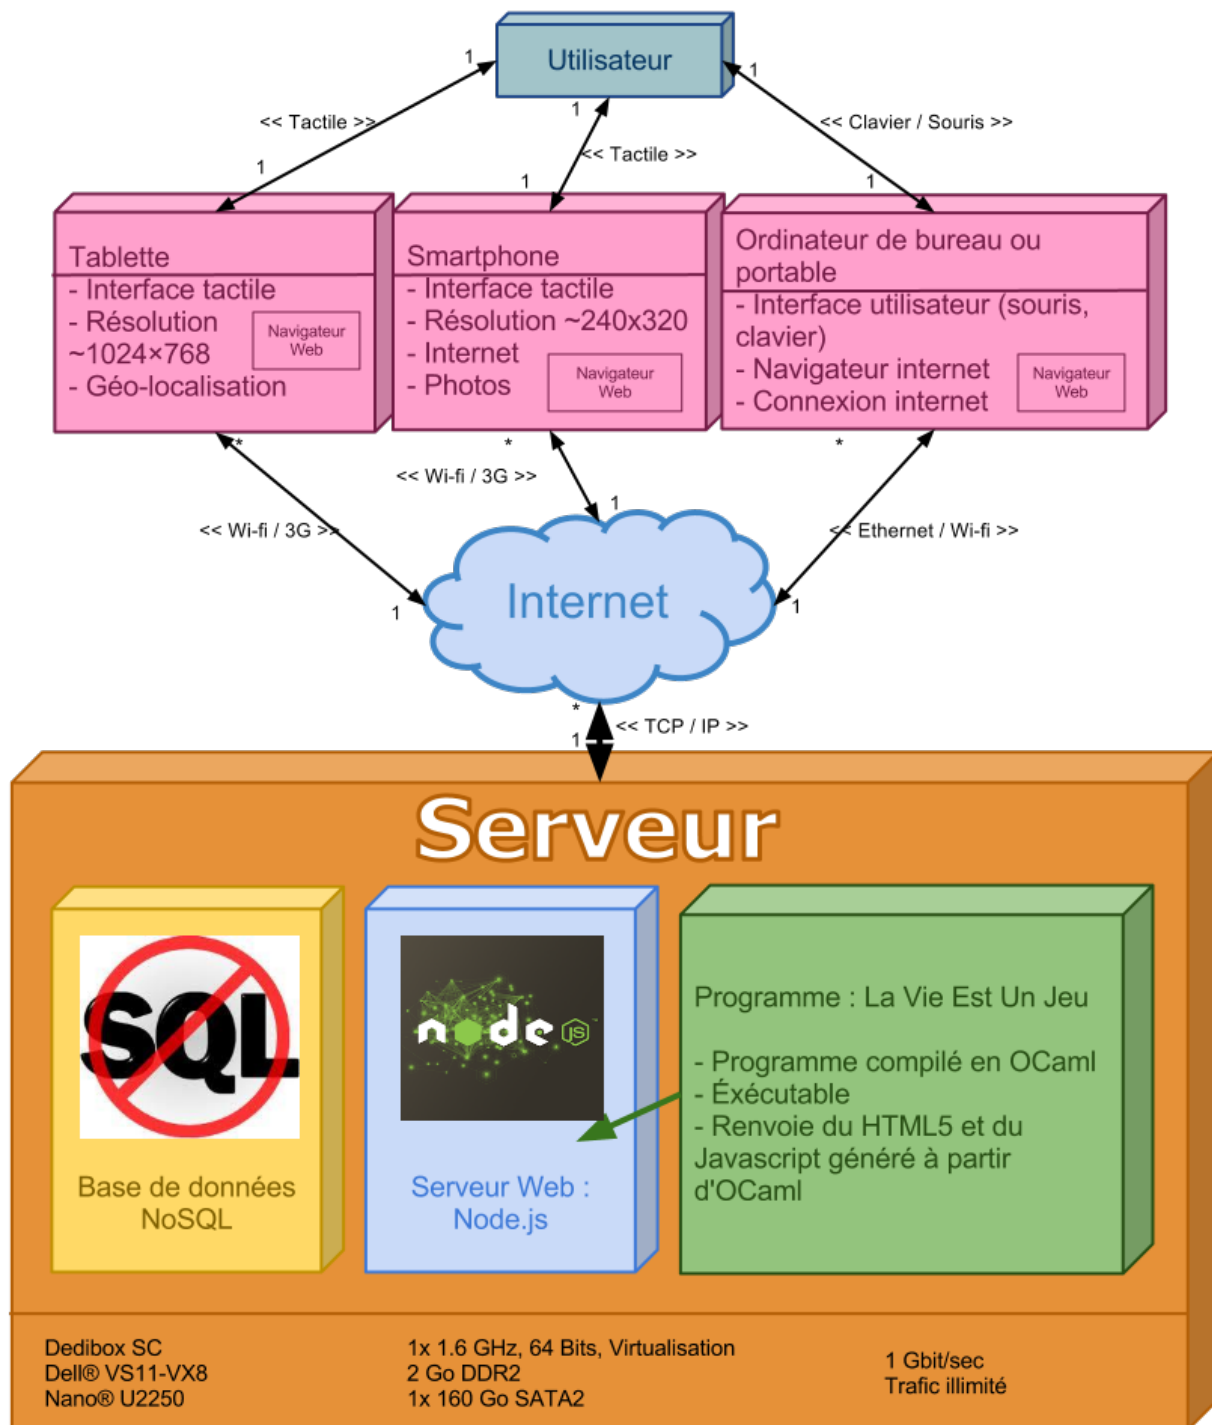 Utilisateur
1
1
1
<< Tactile >>
<< Tactile >>
<< Clavier / Souris >>
1
1
1
Tablette
- Interface tactile
- Résolution
~1024×768
- Géo-localisation
Navigateur
Web
Smartphone
- Interface tactile
- Résolution ~240x320
- Internet
- Photos
Navigateur
Web
Ordinateur de bureau ou
portable
- Interface utilisateur (souris,
clavier)
- Navigateur internet
- Connexion internet
Navigateur
Web
*
*
*
<< Wi-fi / 3G >>
<< Wi-fi / 3G >>
<< Ethernet / Wi-fi >>
1
1
1
Internet
*
<< TCP / IP >>
1
Serveur
SQL
Base de données
NoSQL
node JS
Serveur Web :
Node.js
Programme : La Vie Est Un Jeu
- Programme compilé en OCaml
- Éxécutable
- Renvoie du HTML5 et du
Javascript généré à partir
d'OCaml
Dedibox SC
Dell® VS11-VX8
Nano® U2250
1x 1.6 GHz, 64 Bits, Virtualisation
2 Go DDR2
1x 160 Go SATA2
1 Gbit/sec
Trafic illimité